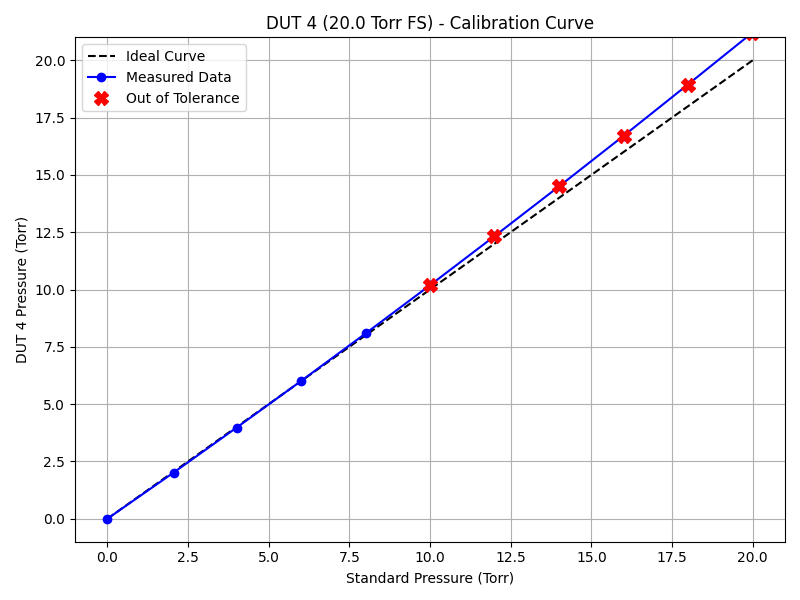 DUT 4 (20.0 Torr FS) - Calibration Curve
Ideal Curve
Measured Data
Out of Tolerance
DUT 4 Pressure (Torr)
20.0
17.5
15.0
12.5
10.0
7.5
5.0
2.5
0.0
0.0 2.5 5.0 7.5 10.0 12.5 15.0 17.5 20.0
Standard Pressure (Torr)